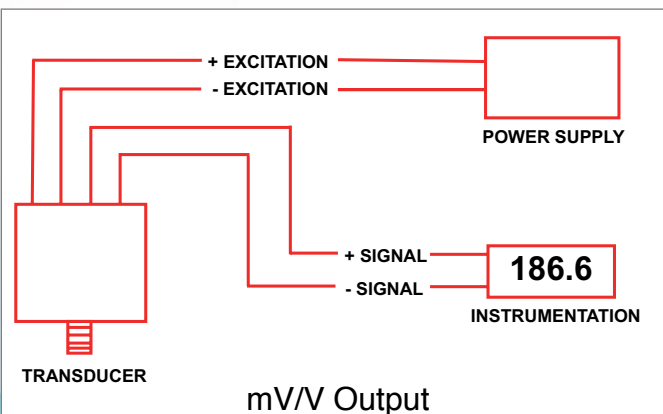 + EXCITATION
- EXCITATION
POWER SUPPLY
+ SIGNAL
186.6
- SIGNAL
INSTRUMENTATION
TRANSDUCER
mV/V Output